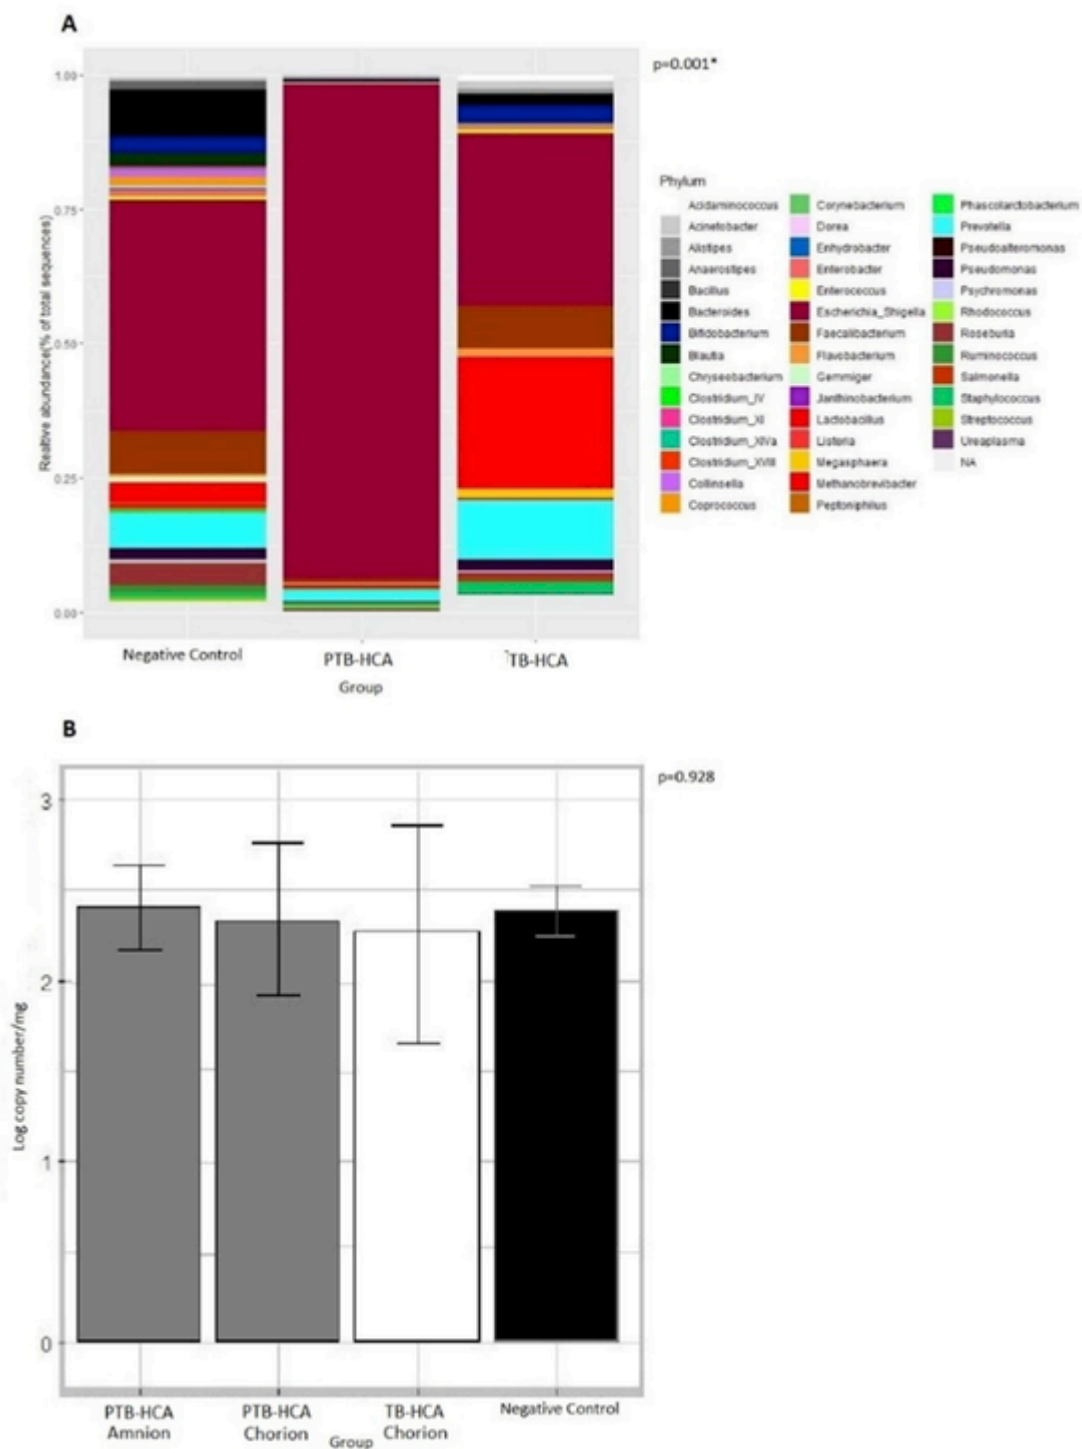 A
p=0.001*
1.00
0.75
0.50
0.25
0.00
Realtive abundance(% of total sequences)
Negative Control
PTB-HCA
TB-HCA
Group
Phylum
Acidaminococcus
Acinetobacter
Alistipes
Anaerostipes
Bacillus
Bacteroides
Bifidobacterium
Blautia
Chryseobacterium
Clostridium_IV
Clostridium_XI
Clostridium_XIVa
Clostridium_XVIII
Collinsella
Coprococcus
Corynebacterium
Dorea
Enhydrobacter
Enterobacter
Enterococcus
Escherichia_Shigella
Faecalibacterium
Flavobacterium
Gemmiger
Janthinobacterium
Lactobacillus
Listeria
Megasphaera
Methanobrevibacter
Peptoniphilus
Phascolarctobacterium
Prevotella
Pseudoalteromonas
Pseudomonas
Psychromonas
Rhodococcus
Roseburia
Ruminococcus
Salmonella
Staphylococcus
Streptococcus
Ureaplasma
NA
B
p=0.928
3
2
1
0
Log copy number/mg
PTB-HCA
Amnion
PTB-HCA
Chorion
TB-HCA
Chorion
Negative Control
Group